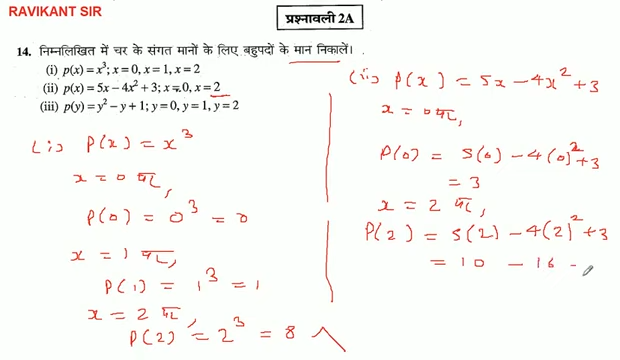 RAVIKANT SIR
प्रश्नावली 2A
14. निम्नलिखित में चर के संगत मानों के लिए बहुपदों के मान निकालें।
(i) p(x) = x³; x = 0, x = 1, x = 2
(ii) p(x) = 5x – 4x² + 3; x = 0, x = 2
(iii) p(y) = y² – y + 1; y = 0, y = 1, y = 2
(i) P(x) = x³
x = 0 पर,
P(0) = 0³ = 0
x = 1 पर,
P(1) = 1³ = 1
x = 2 पर,
P(2) = 2³ = 8
(ii) P(x) = 5x – 4x² + 3
x = 0 पर,
P(0) = 5(0) – 4(0)² + 3
= 3
x = 2 पर,
P(2) = 5(2) – 4(2)² + 3
= 10 – 16 –